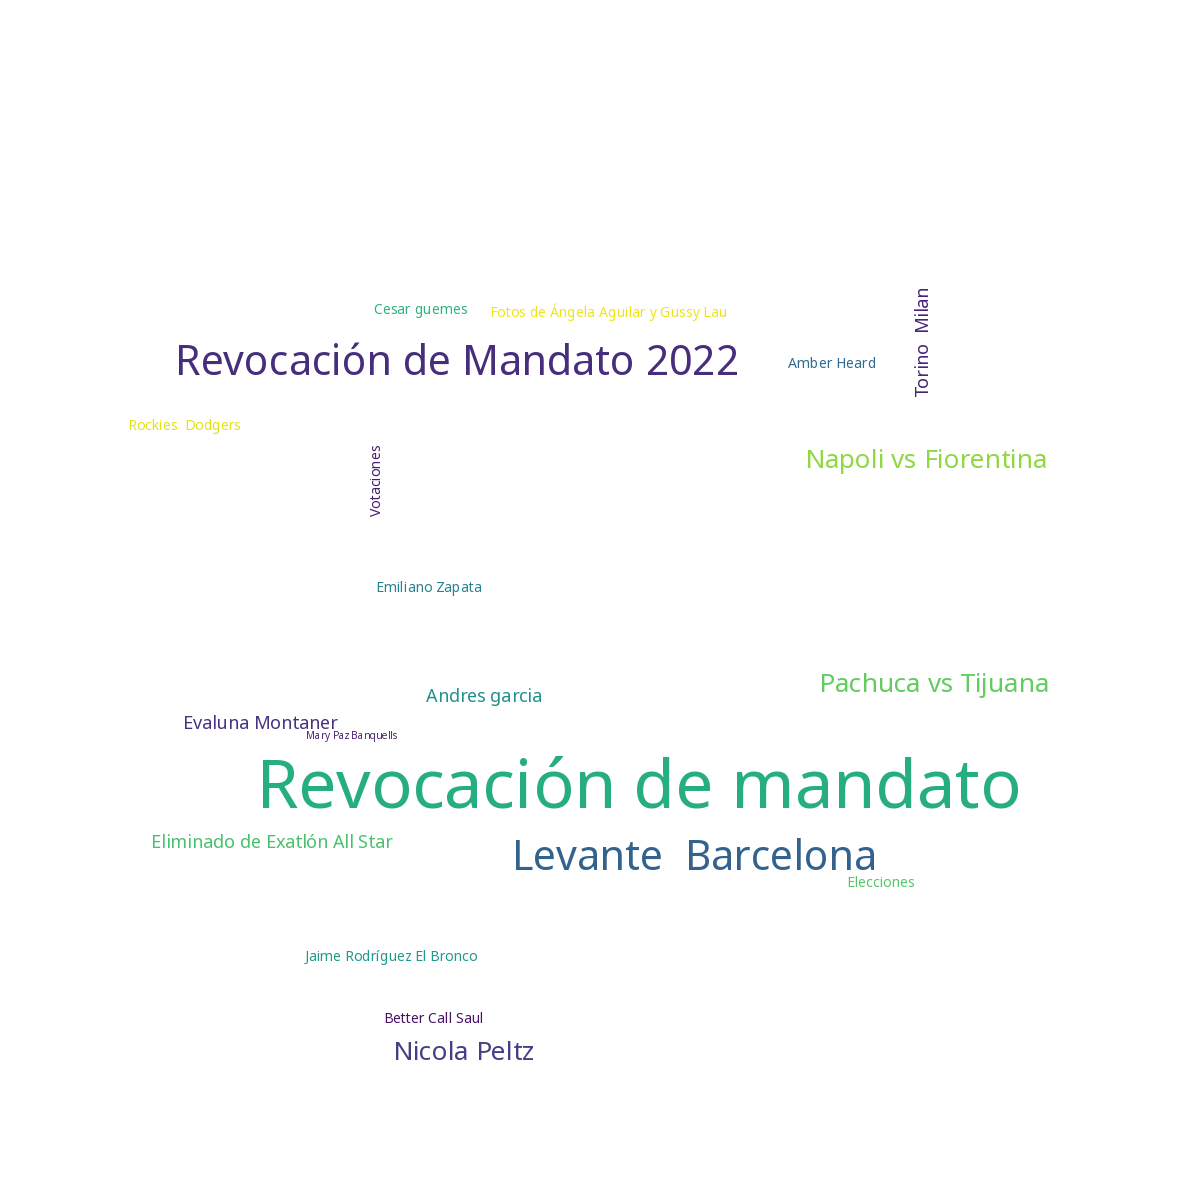 Cesar guemes
Fotos de Ángela Aguilar y Gussy Lau
Torino  Milan
Revocación de Mandato 2022
Amber Heard
Rockies  Dodgers
Votaciones
Napoli vs Fiorentina
Emiliano Zapata
Pachuca vs Tijuana
Andres garcia
Evaluna Montaner
Mary Paz Banquells
Revocación de mandato
Eliminado de Exatlón All Star
Levante  Barcelona
Elecciones
Jaime Rodríguez El Bronco
Better Call Saul
Nicola Peltz